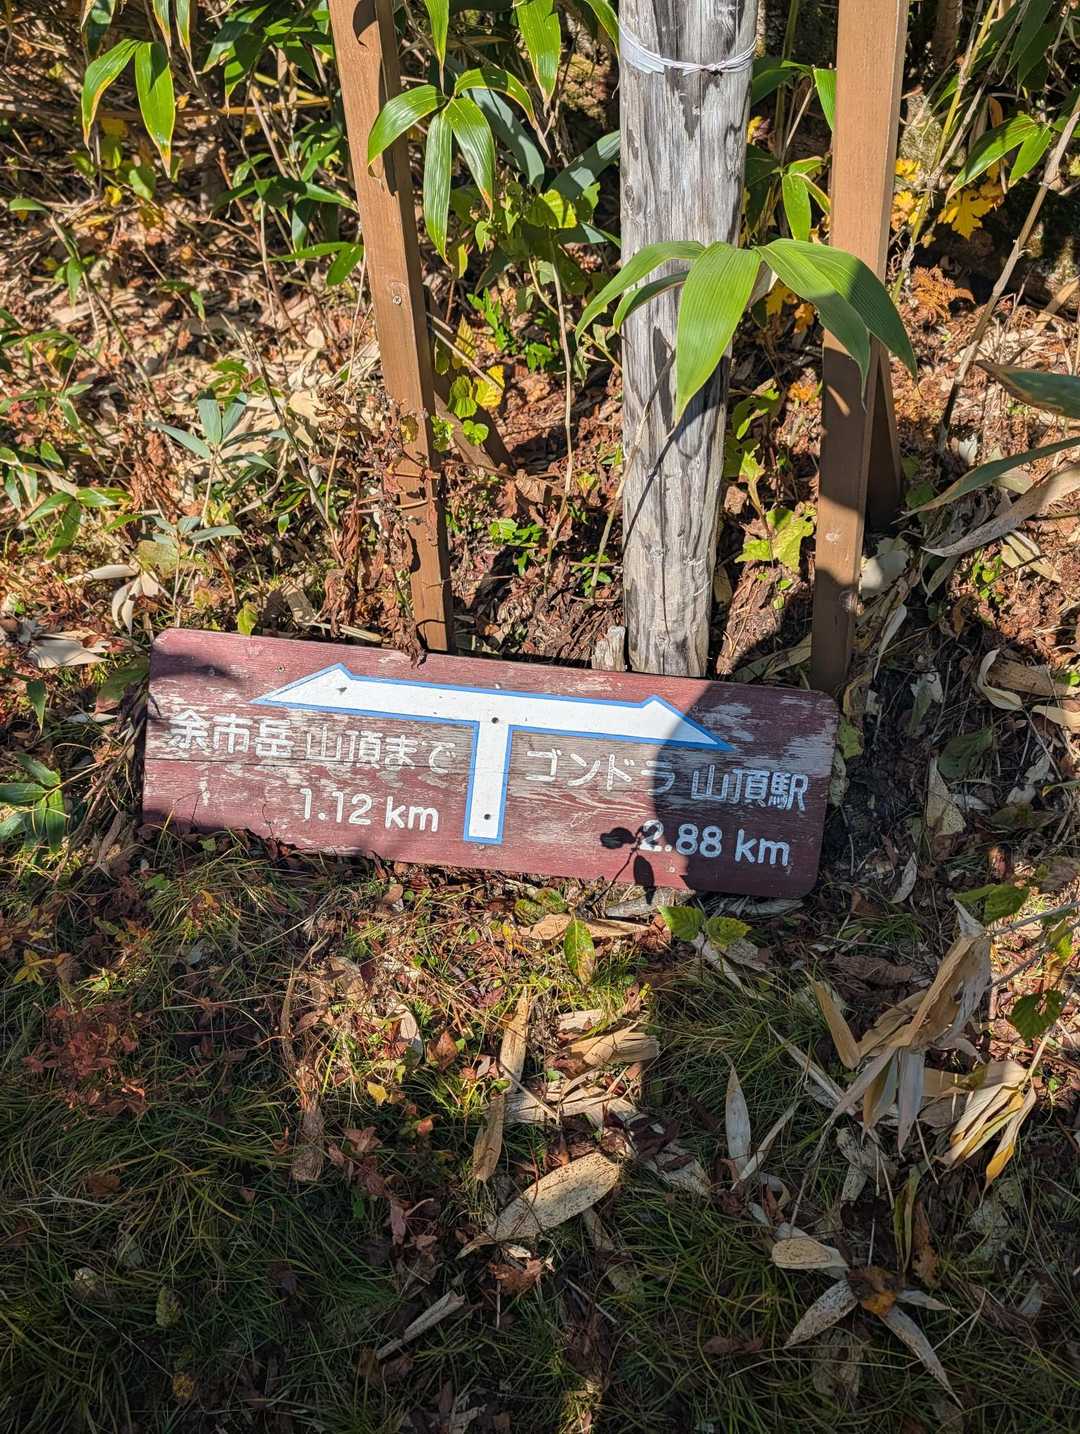 余市岳 山頂まで
1.12 km
ゴンドラ 山頂駅
2.88 km